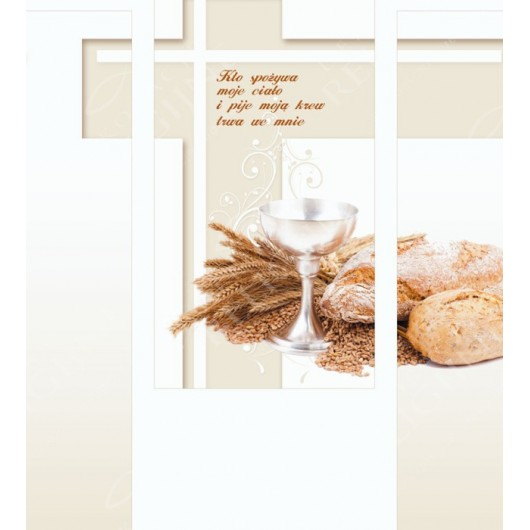 Kto spożywa
moje ciało
i pije moją krew
trwa we mnie